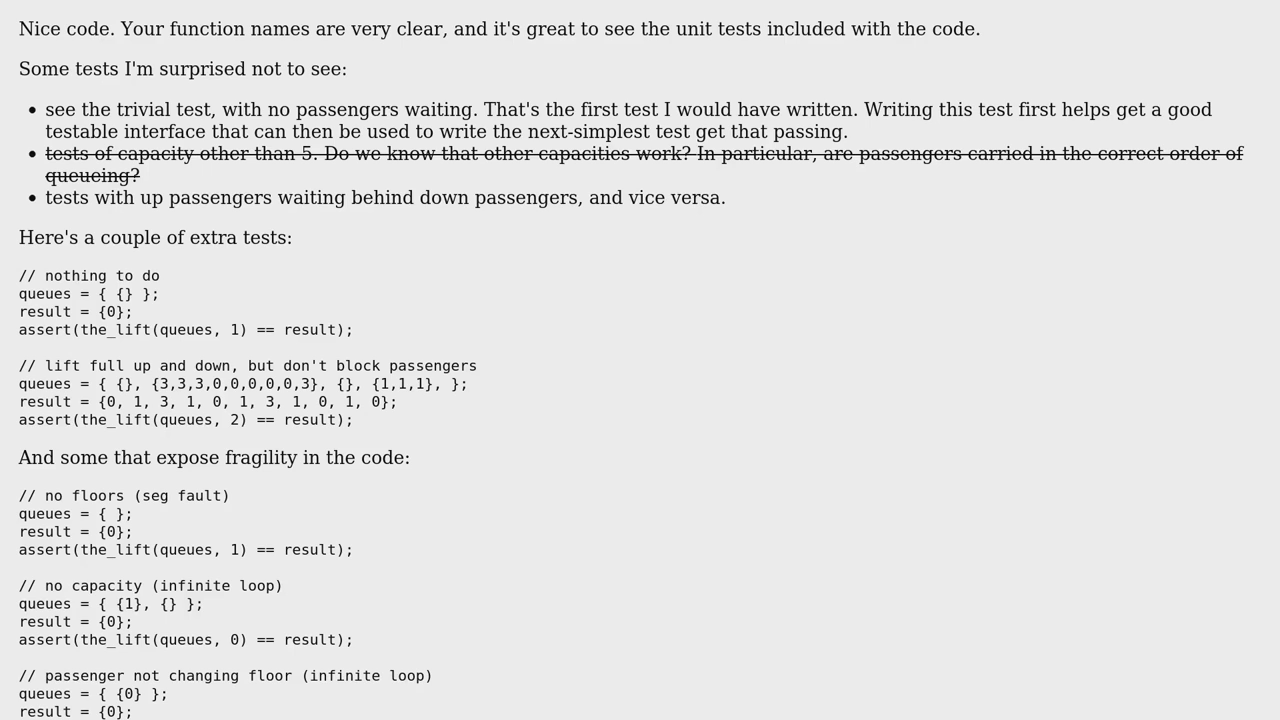 Nice code. Your function names are very clear, and it's great to see the unit tests included with the code.
Some tests I'm surprised not to see:
• see the trivial test, with no passengers waiting. That's the first test I would have written. Writing this test first helps get a good
testable interface that can then be used to write the next-simplest test get that passing.
• tests of capacity other than 5. Do we know that other capacities work? In particular, are passengers carried in the correct order of
queueing?
• tests with up passengers waiting behind down passengers, and vice versa.
Here's a couple of extra tests:
// nothing to do
queues = { {} };
result = {0};
assert(the_lift(queues, 1) == result);
// lift full up and down, but don't block passengers
queues = { {}, {3,3,3,0,0,0,0,0,3}, {}, {1,1,1}, };
result = {0, 1, 3, 1, 0, 1, 3, 1, 0, 1, 0};
assert(the_lift(queues, 2) == result);
And some that expose fragility in the code:
// no floors (seg fault)
queues = { };
result = {0};
assert(the_lift(queues, 1) == result);
// no capacity (infinite loop)
queues = { {1}, {} };
result = {0};
assert(the_lift(queues, 0) == result);
// passenger not changing floor (infinite loop)
queues = { {0} };
result = {0};